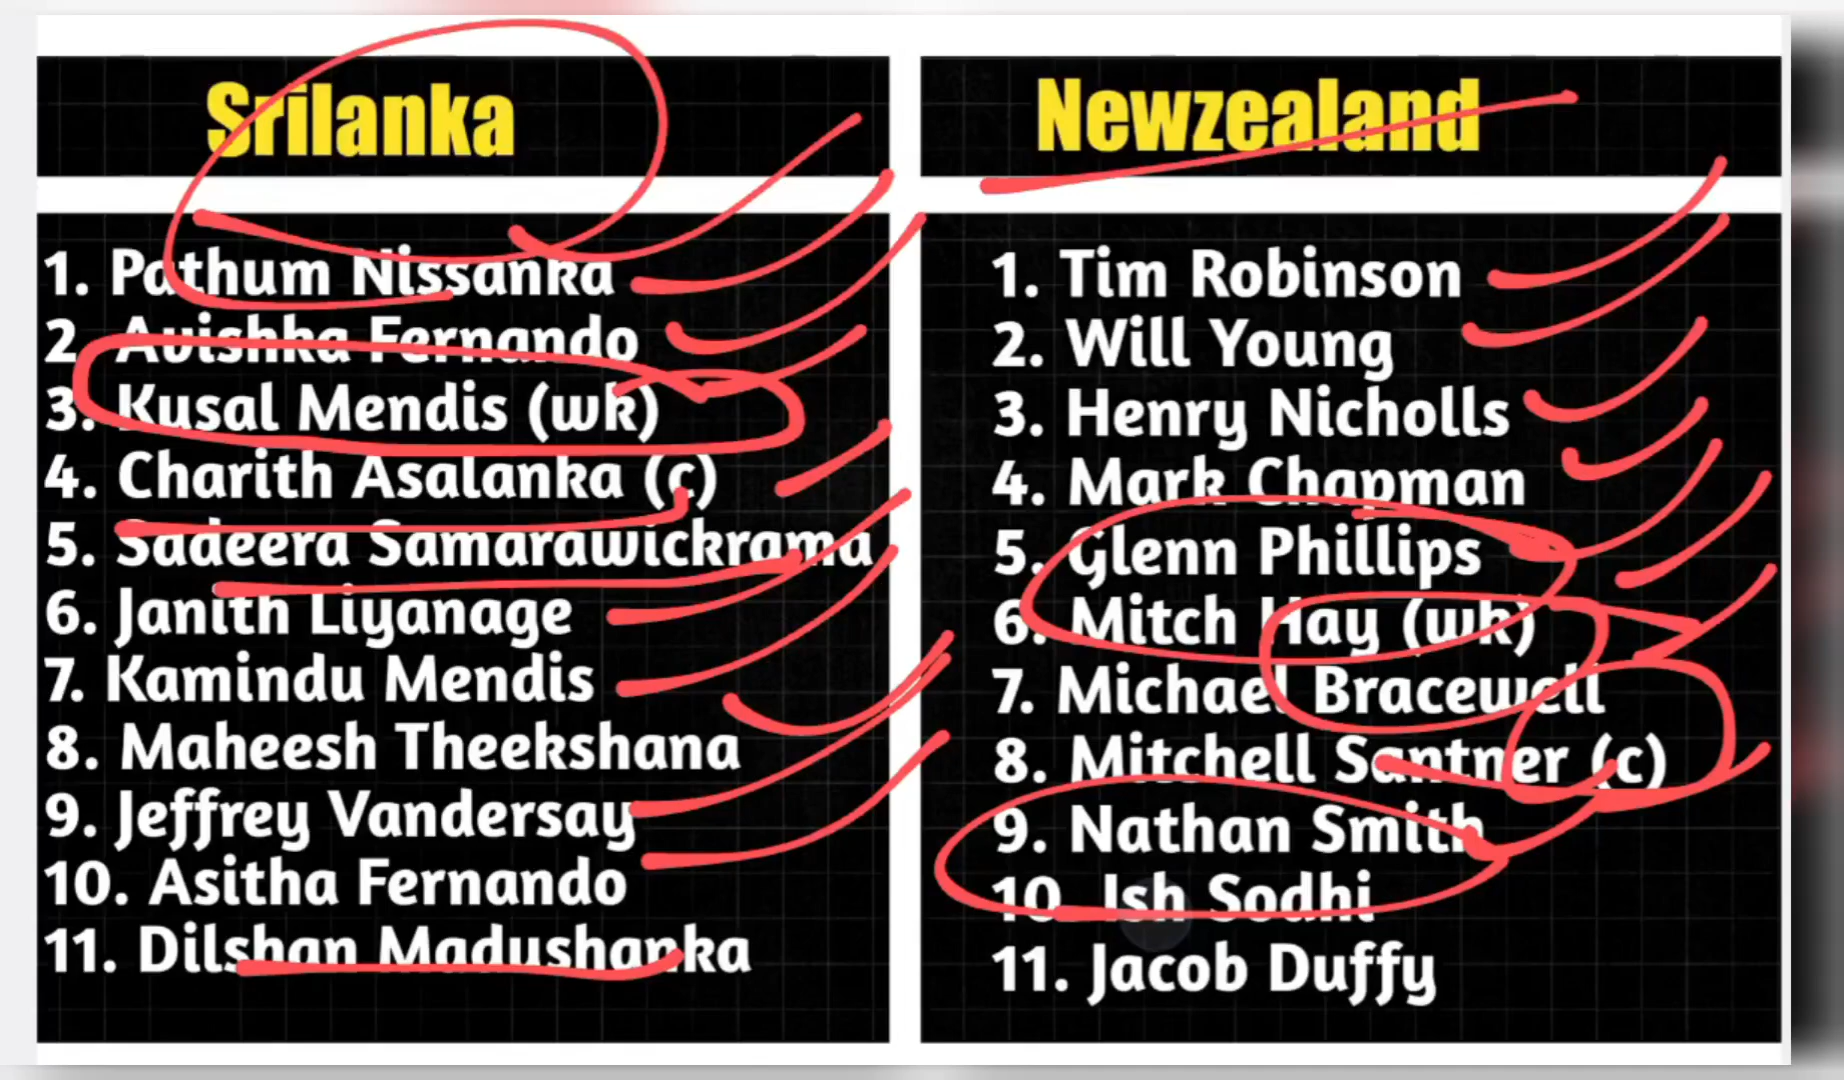 Srilanka
1. Pathum Nissanka
2 Avishka Fernando
3. Kusal Mendis (wk)
4. Charith Asalanka (c)
5. Sadeera Samarawickrama
6. Janith Liyanage
7. Kamindu Mendis
8. Maheesh Theekshana
9. Jeffrey Vandersay
10. Asitha Fernando
11. Dilshan Madushanka
Newzealand
1. Tim Robinson
2. Will Young
3. Henry Nicholls
4. Mark Chapman
5. Glenn Phillips
6. Mitch Hay (wk)
7. Michael Bracewell
8. Mitchell Santner (c)
9. Nathan Smith
10. Ish Sodhi
11. Jacob Duffy